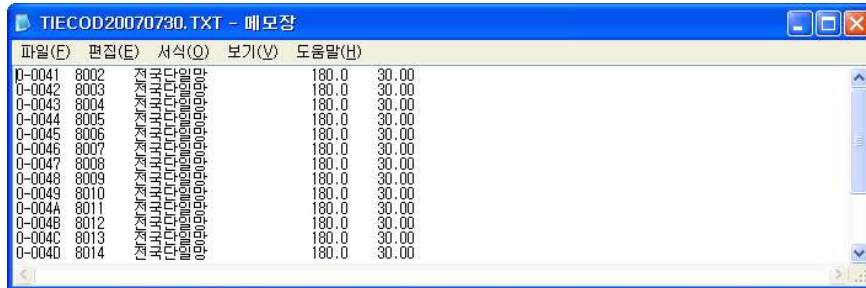 TIECOD20070730.TXT - 메모장
파일(F) 편집(E) 서식(O) 보기(V) 도움말(H)
0-0041 8002 전국단일망 180.0 30.00
0-0042 8003 전국단일망 180.0 30.00
0-0043 8004 전국단일망 180.0 30.00
0-0044 8005 전국단일망 180.0 30.00
0-0045 8006 전국단일망 180.0 30.00
0-0046 8007 전국단일망 180.0 30.00
0-0047 8008 전국단일망 180.0 30.00
0-0048 8009 전국단일망 180.0 30.00
0-0049 8010 전국단일망 180.0 30.00
0-004A 8011 전국단일망 180.0 30.00
0-004B 8012 전국단일망 180.0 30.00
0-004C 8013 전국단일망 180.0 30.00
0-004D 8014 전국단일망 180.0 30.00